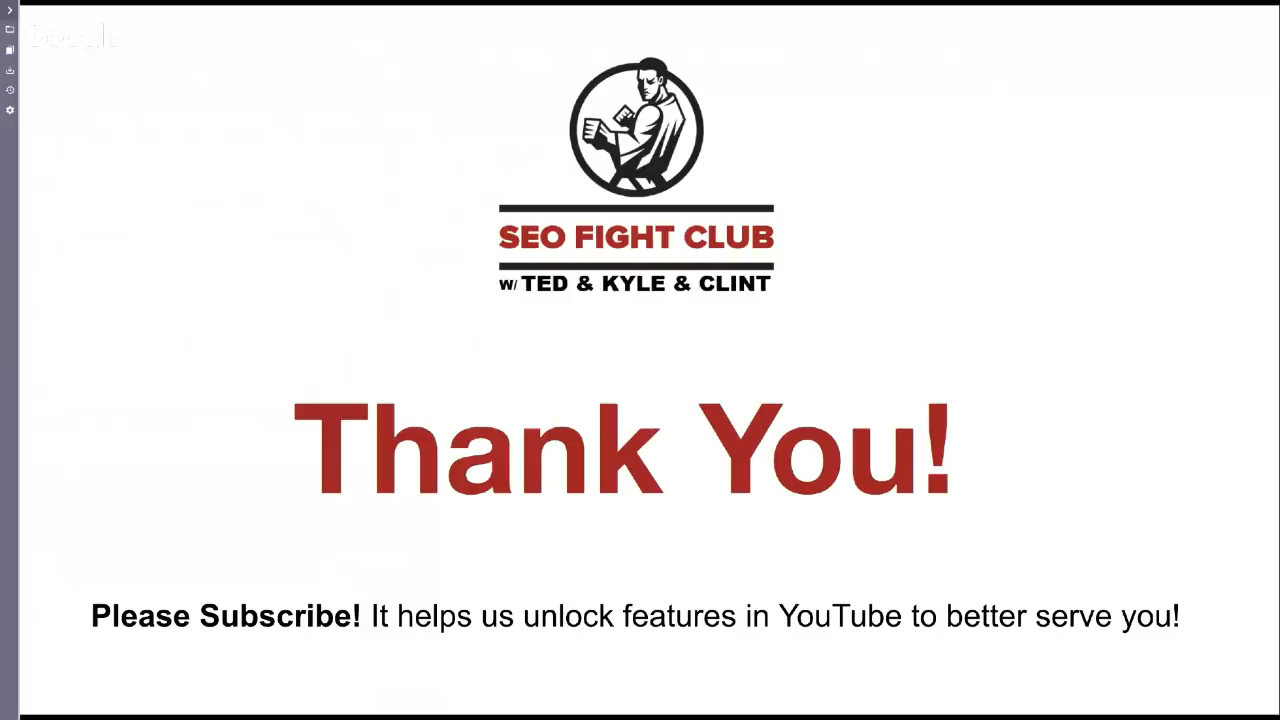 Google
SEO FIGHT CLUB
W/ TED & KYLE & CLINT
Thank You!
Please Subscribe! It helps us unlock features in YouTube to better serve you!